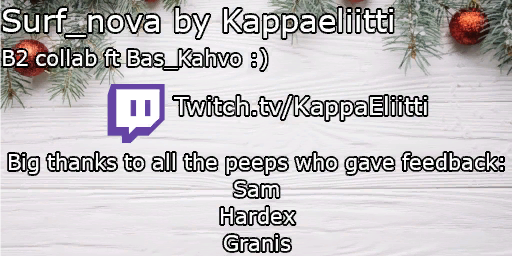 Surf_nova by Kappaeliitti
B2 collab ft Bas_Kahvo :)
Twitch.tv/KappaEliitti
Big thanks to all the peeps who gave feedback:
Sam
Hardex
Granis